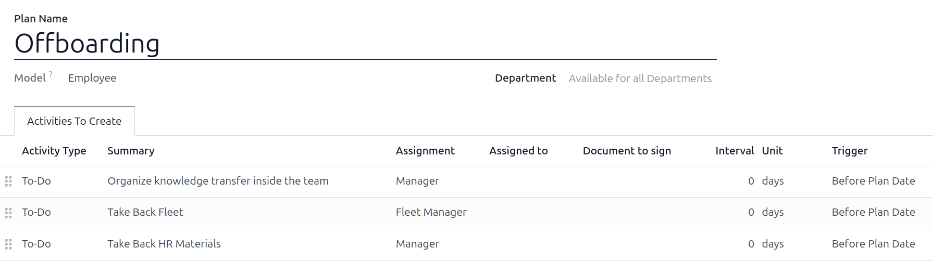 Plan Name
Offboarding
Model ? Employee Department Available for all Departments
Activities To Create
Activity Type Summary Assignment Assigned to Document to sign Interval Unit Trigger
To-Do Organize knowledge transfer inside the team Manager 0 days Before Plan Date
To-Do Take Back Fleet Fleet Manager 0 days Before Plan Date
To-Do Take Back HR Materials Manager 0 days Before Plan Date